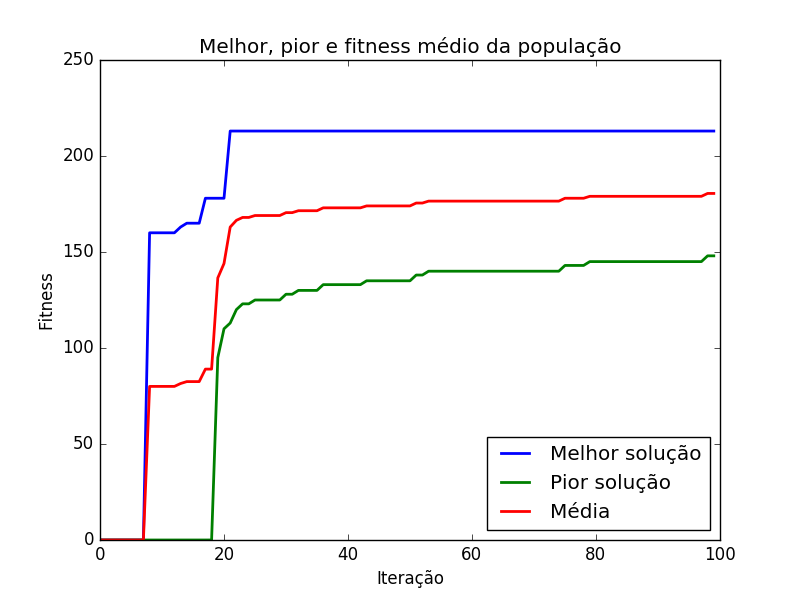 Melhor, pior e fitness médio da população
250
200
150
100
50
0
Fitness
0 20 40 60 80 100
Iteração
Melhor solução
Pior solução
Média